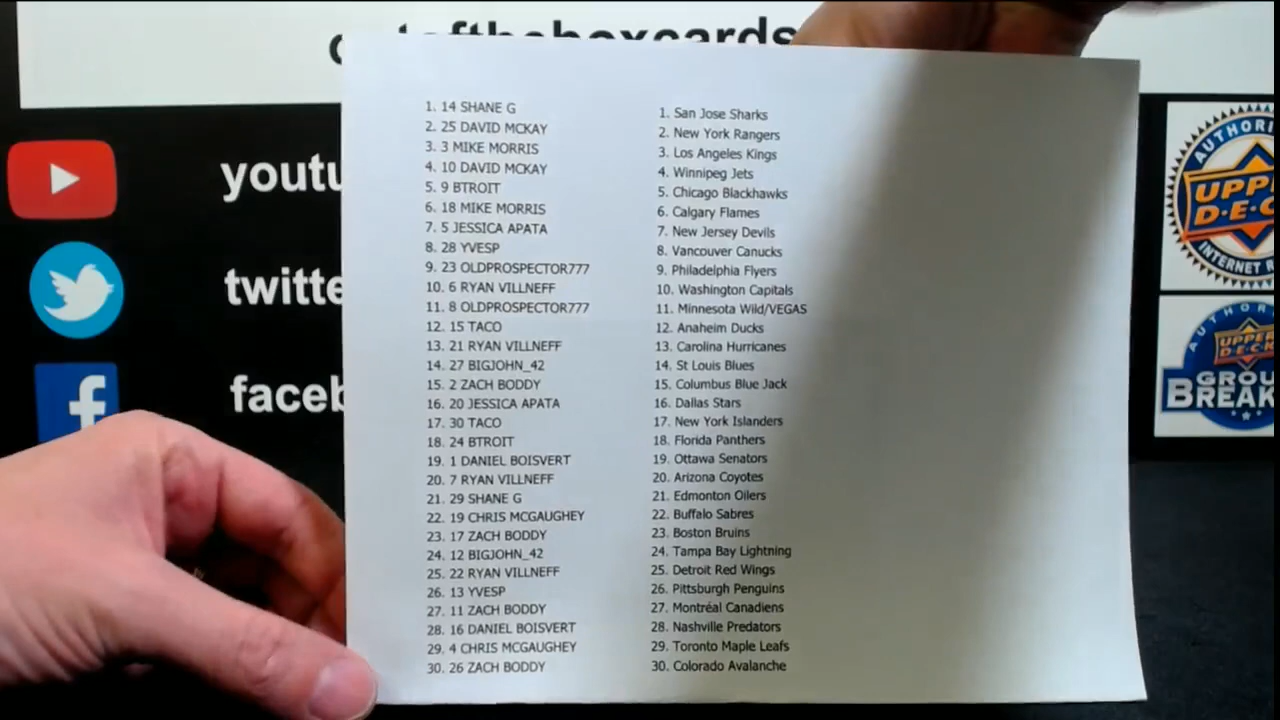 outoftheboxcards
youtu
twitte
faceb
1. 14 SHANE G
2. 25 DAVID MCKAY
3. 3 MIKE MORRIS
4. 10 DAVID MCKAY
5. 9 BTROIT
6. 18 MIKE MORRIS
7. 5 JESSICA APATA
8. 28 YVESP
9. 23 OLDPROSPECTOR777
10. 6 RYAN VILLNEFF
11. 8 OLDPROSPECTOR777
12. 15 TACO
13. 21 RYAN VILLNEFF
14. 27 BIGJOHN_42
15. 2 ZACH BODDY
16. 20 JESSICA APATA
17. 30 TACO
18. 24 BTROIT
19. 1 DANIEL BOISVERT
20. 7 RYAN VILLNEFF
21. 29 SHANE G
22. 19 CHRIS MCGAUGHEY
23. 17 ZACH BODDY
24. 12 BIGJOHN_42
25. 22 RYAN VILLNEFF
26. 13 YVESP
27. 11 ZACH BODDY
28. 16 DANIEL BOISVERT
29. 4 CHRIS MCGAUGHEY
30. 26 ZACH BODDY
1. San Jose Sharks
2. New York Rangers
3. Los Angeles Kings
4. Winnipeg Jets
5. Chicago Blackhawks
6. Calgary Flames
7. New Jersey Devils
8. Vancouver Canucks
9. Philadelphia Flyers
10. Washington Capitals
11. Minnesota Wild/VEGAS
12. Anaheim Ducks
13. Carolina Hurricanes
14. St Louis Blues
15. Columbus Blue Jack
16. Dallas Stars
17. New York Islanders
18. Florida Panthers
19. Ottawa Senators
20. Arizona Coyotes
21. Edmonton Oilers
22. Buffalo Sabres
23. Boston Bruins
24. Tampa Bay Lightning
25. Detroit Red Wings
26. Pittsburgh Penguins
27. Montréal Canadiens
28. Nashville Predators
29. Toronto Maple Leafs
30. Colorado Avalanche
AUTHORI
UPP
D·E·C
INTERNET R
AUTHOR
UPPER
D·E·C
GROU
BREAK